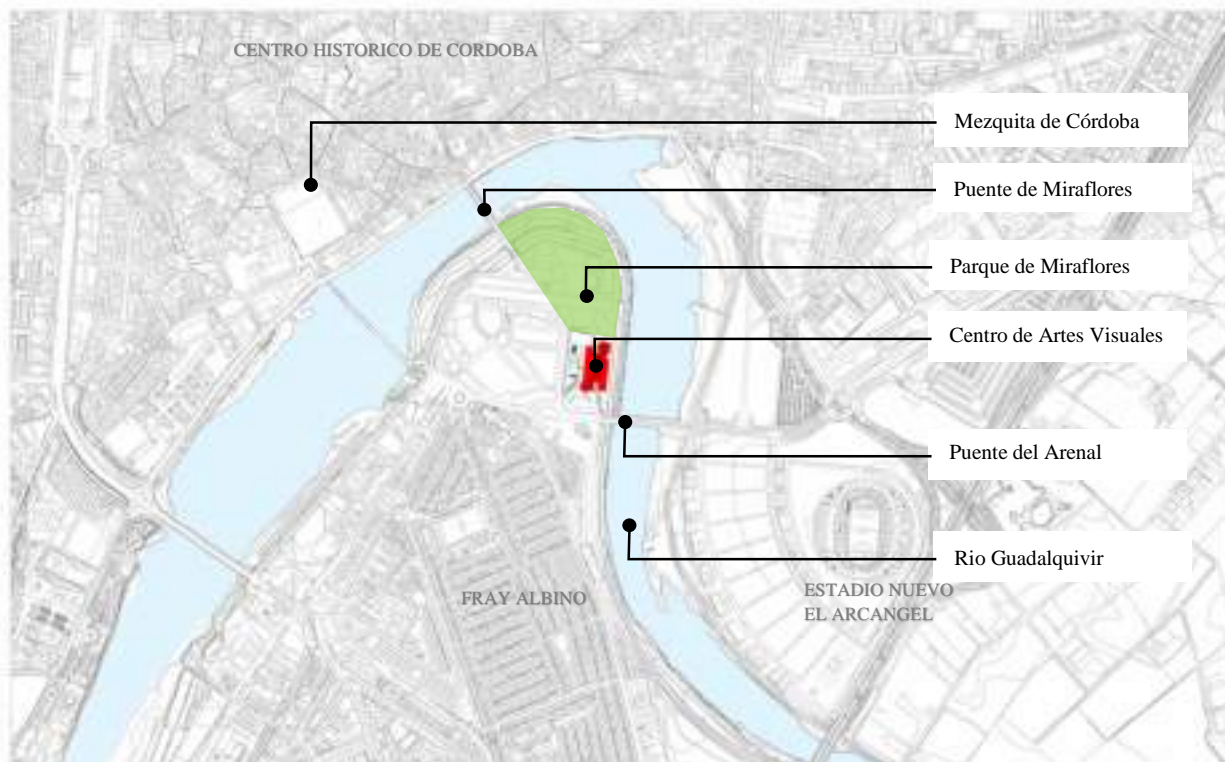 CENTRO HISTORICO DE CORDOBA
Mezquita de Córdoba
Puente de Miraflores
Parque de Miraflores
Centro de Artes Visuales
Puente del Arenal
Rio Guadalquivir
FRAY ALBINO
ESTADIO NUEVO
EL ARCANGEL